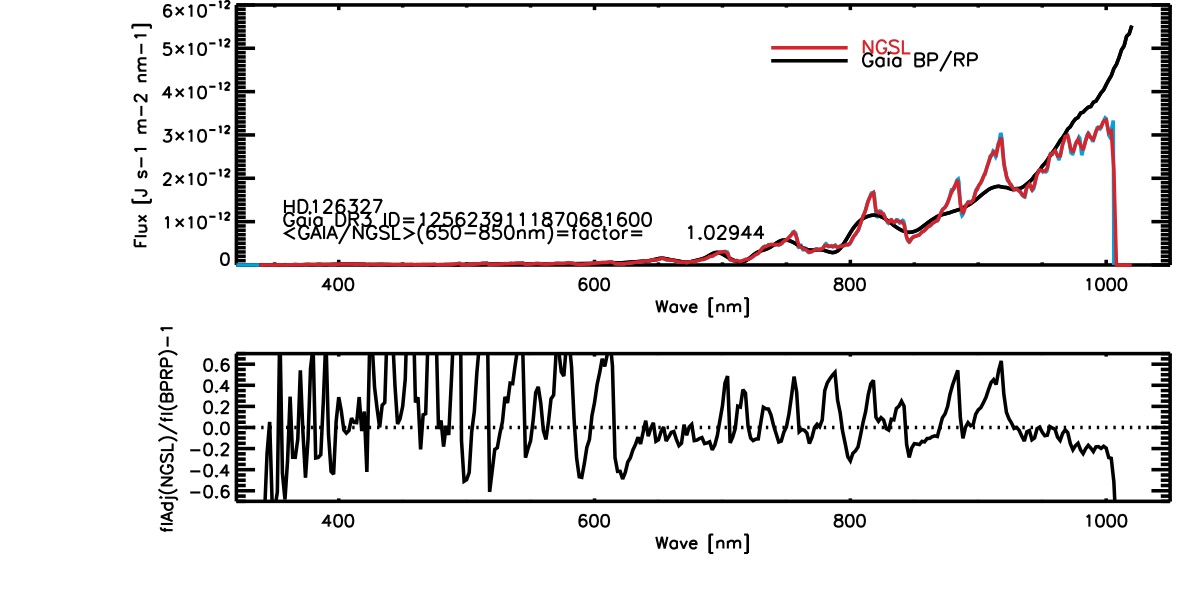 6×10−12
5×10−12
4×10−12
3×10−12
2×10−12
1×10−12
0
Flux [J s−1 m−2 nm−1]
NGSL
Gaia BP/RP
HD126327
Gaia DR3 ID=1256239111870681600
<GAIA/NGSL>(650−850nm)=factor= 1.02944
400 600 800 1000
Wave [nm]
flAdj(NGSL)/fl(BPRP)−1
0.6
0.4
0.2
0.0
−0.2
−0.4
−0.6
400 600 800 1000
Wave [nm]